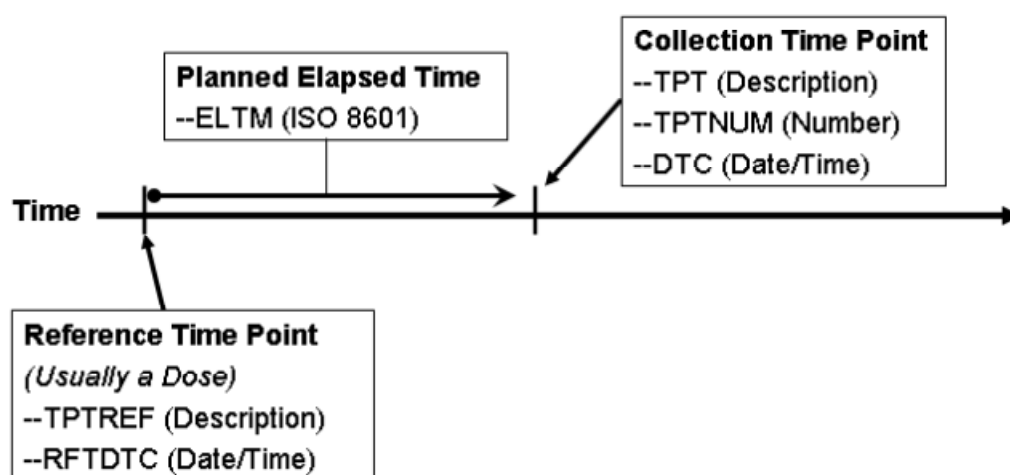 Planned Elapsed Time
--ELTM (ISO 8601)
Collection Time Point
--TPT (Description)
--TPTNUM (Number)
--DTC (Date/Time)
Time
Reference Time Point
(Usually a Dose)
--TPTREF (Description)
--RFTDTC (Date/Time)